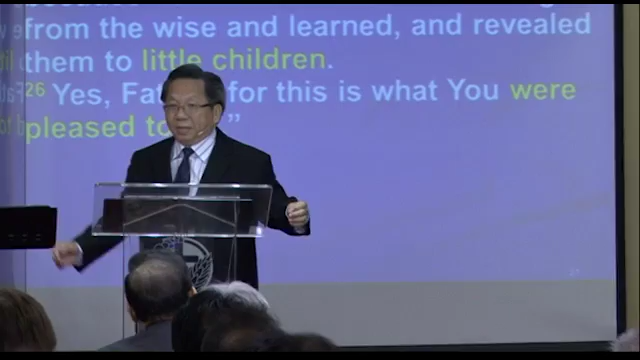 from the wise and learned, and revealed
them to little children.
26 Yes, Fat for this is what You were
pleased to ”